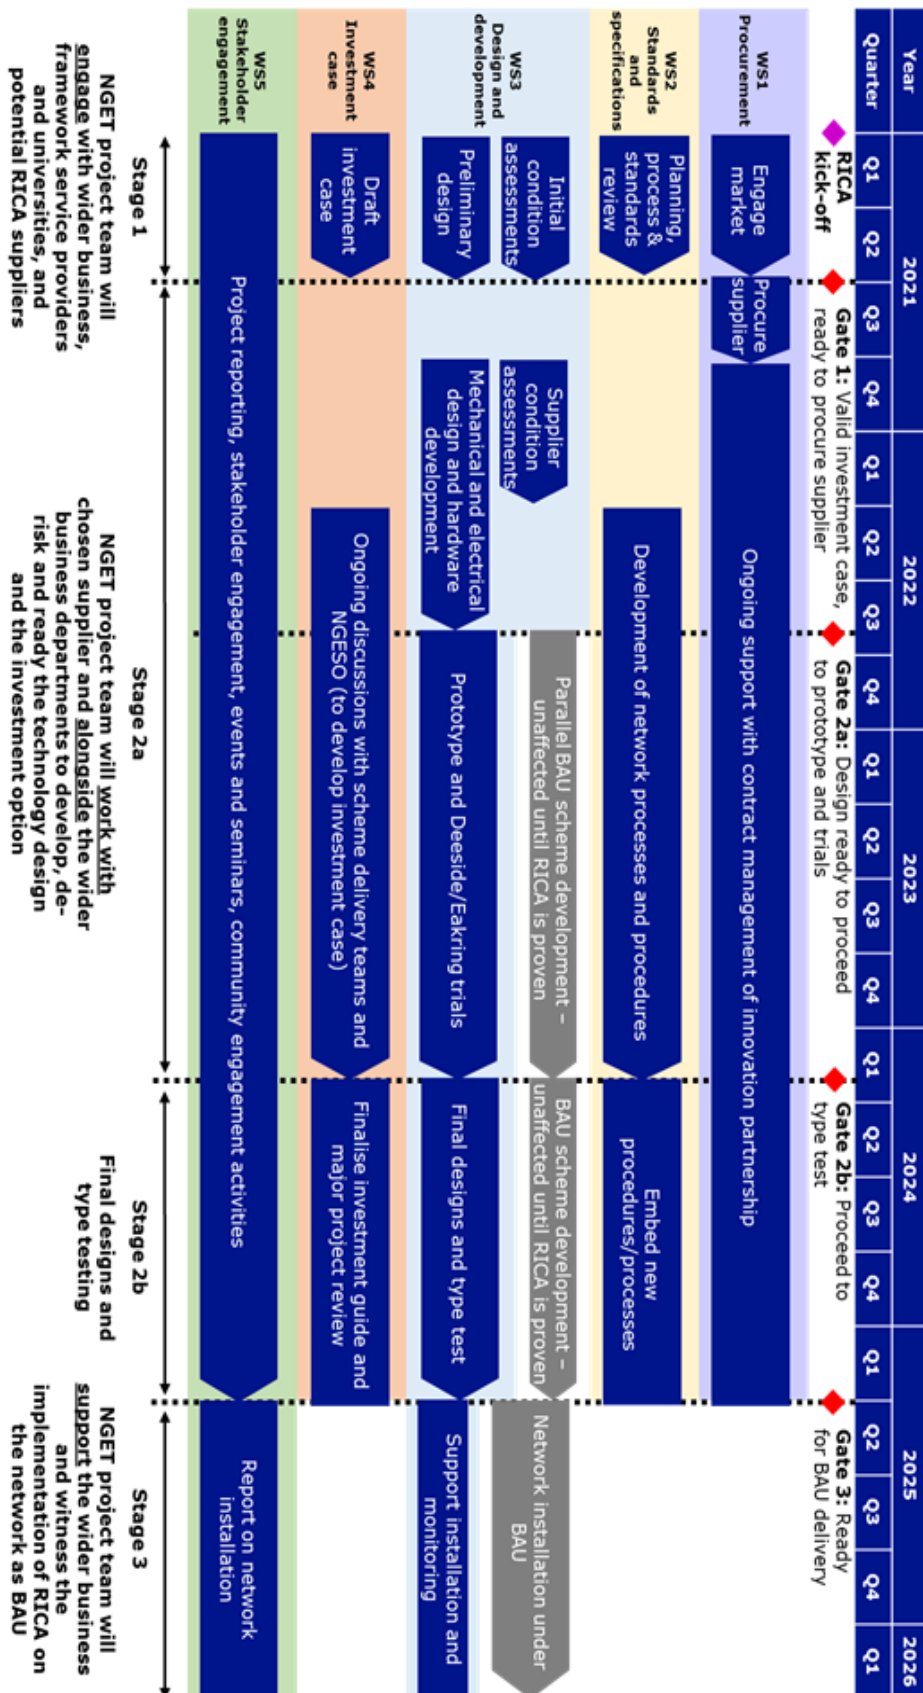 Year
2021
2022
2023
2024
2025
2026
Quarter
Q1
Q2
Q3
Q4
Q1
Q2
Q3
Q4
Q1
Q2
Q3
Q4
Q1
Q2
Q3
Q4
Q1
Q2
Q3
Q4
Q1
RICA
kick-off
Gate 1: Valid investment case,
ready to procure supplier
Gate 2a: Design ready to proceed
to prototype and trials
Gate 2b: Proceed to
type test
Gate 3: Ready
for BAU delivery
WS1
Procurement
Engage
market
Procure
supplier
Ongoing support with contract management of innovation partnership
WS2
Standards
and
specifications
Planning,
process &
standards
review
Development of network processes and procedures
Embed new
procedures/processes
WS3
Design and
development
Initial
condition
assessments
Supplier
condition
assessments
Parallel BAU scheme development –
unaffected until RICA is proven
BAU scheme development –
unaffected until RICA is proven
Network installation under
BAU
Preliminary
design
Mechanical and electrical
design and hardware
development
Prototype and Deeside/Eakring trials
Final designs and type test
Support installation and
monitoring
WS4
Investment
case
Draft
investment
case
Ongoing discussions with scheme delivery teams and
NGESO (to develop investment case)
Finalise investment guide and
major project review
WS5
Stakeholder
engagement
Project reporting, stakeholder engagement, events and seminars, community engagement activities
Report on network
installation
Stage 1
Stage 2a
Stage 2b
Stage 3
NGET project team will
engage with wider business,
framework service providers
and universities, and
potential RICA suppliers
NGET project team will work with
chosen supplier and alongside the wider
business departments to develop, de-
risk and ready the technology design
and the investment option
Final designs and
type testing
NGET project team will
support the wider business
and witness the
implementation of RICA on
the network as BAU